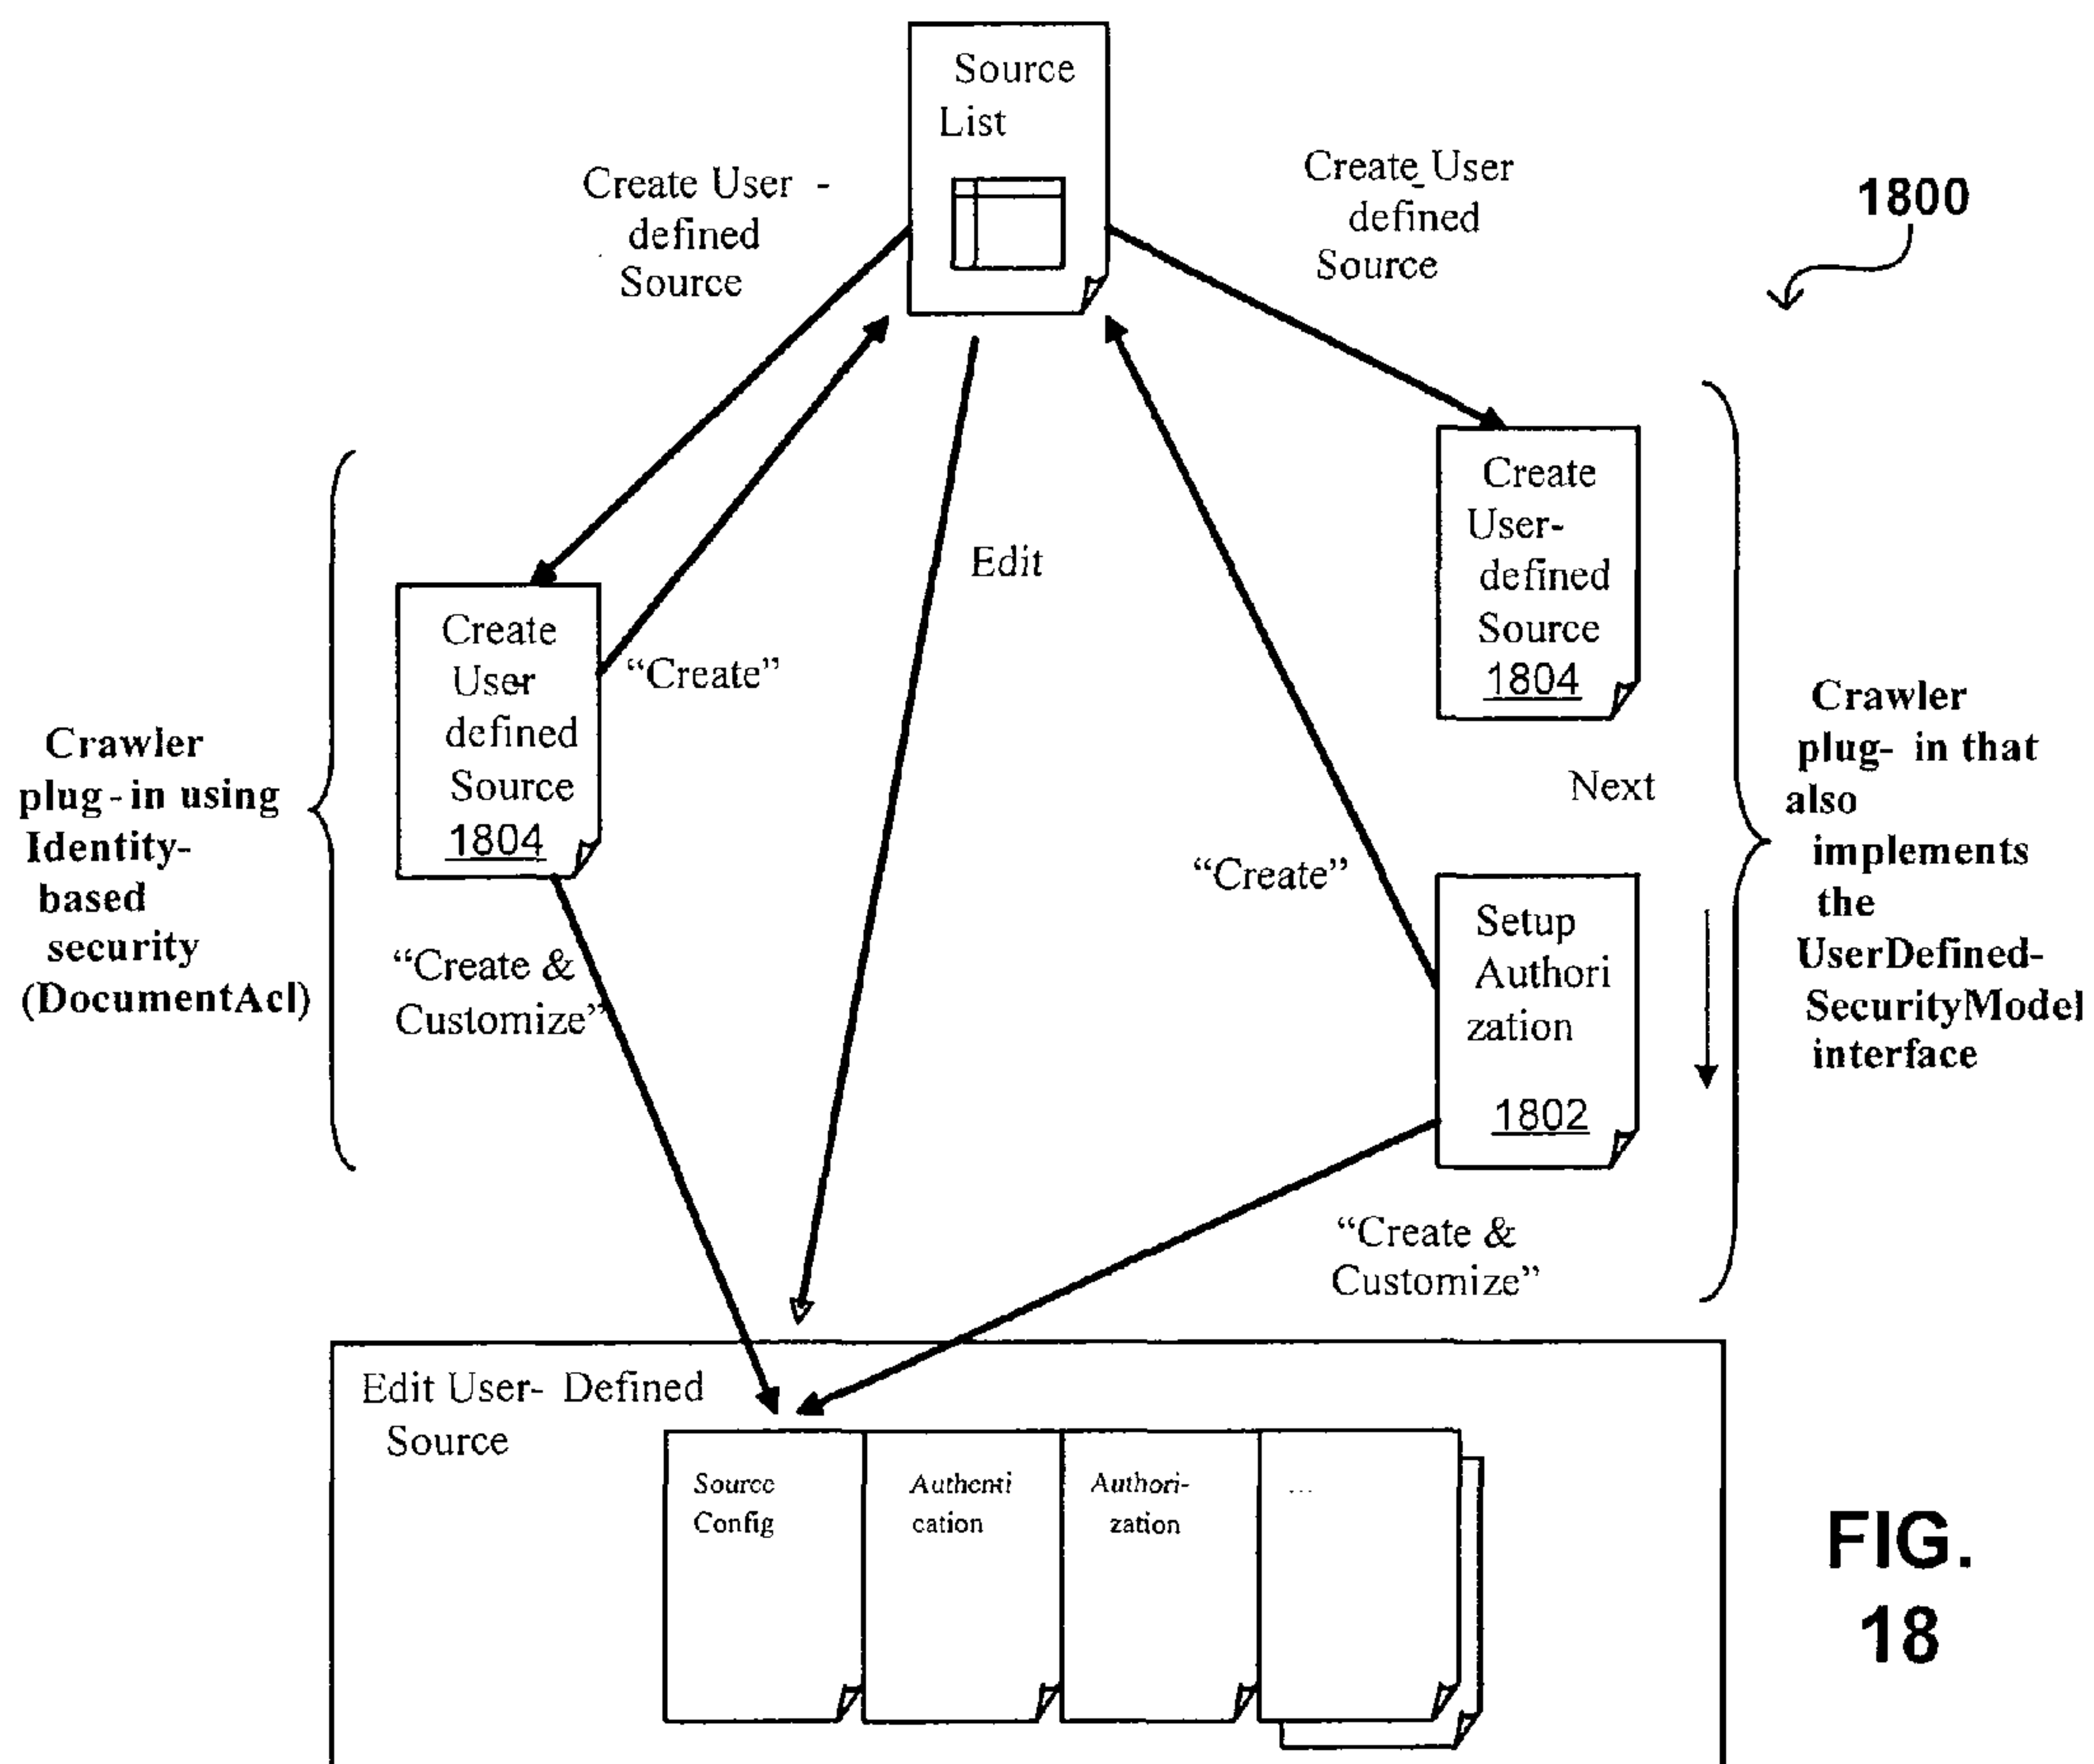 Source
List
Create User -
defined
Source
Create User
defined
Source
1800
Edit
Create
User
defined
Source
1804
"Create"
Create
User-
defined
Source
1804
Next
Crawler
plug-in using
Identity-
based
security
(DocumentAcl)
Crawler
plug- in that
also
implements
the
UserDefined-
SecurityModel
interface
"Create"
Setup
Authori
zation
1802
"Create &
Customize"
"Create &
Customize"
Edit User- Defined
Source
Source
Config
Authenti
cation
Authori-
zation
...
FIG.
18